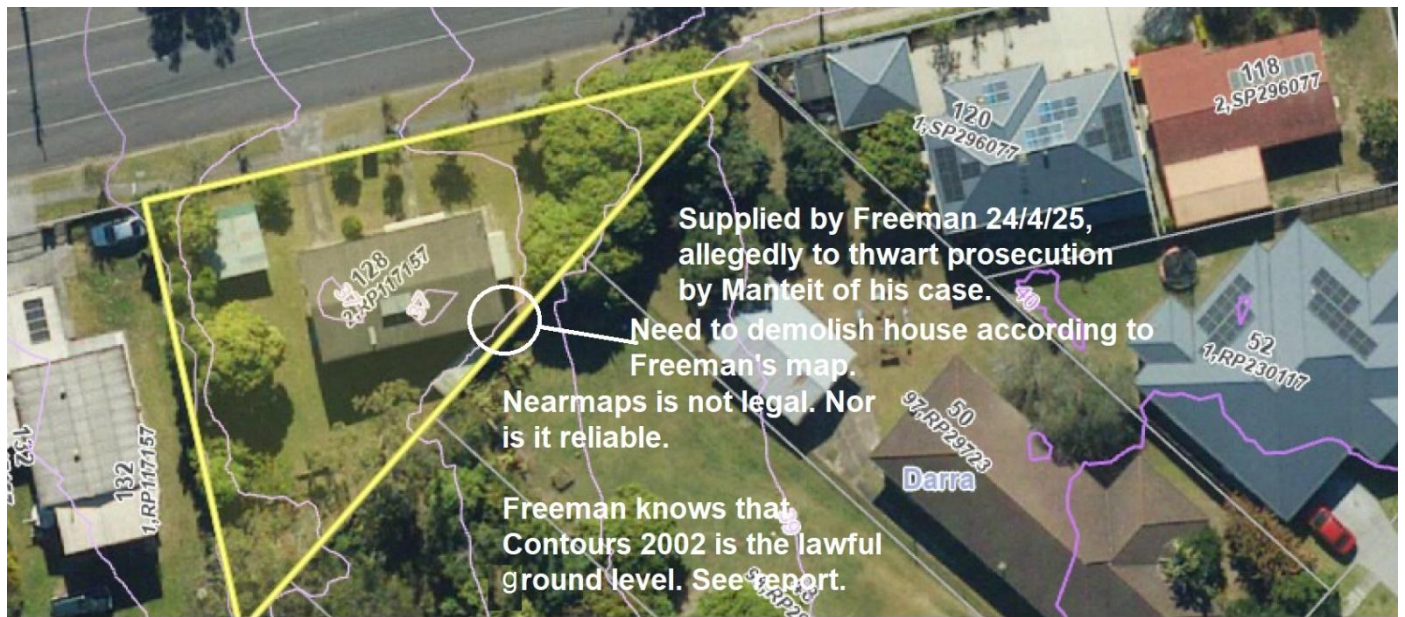 118
2,SP296077
120
1,SP296077
Supplied by Freeman 24/4/25,
allegedly to thwart prosecution
by Manteit of his case.
128
2,RP117157
37
40
Need to demolish house according to
Freeman's map.
52
1,RP230117
Nearmaps is not legal. Nor
is it reliable.
50
97,RP29723
Darra
132
132
1,RP117157
Freeman knows that
Contours 2002 is the lawful
ground level. See report.